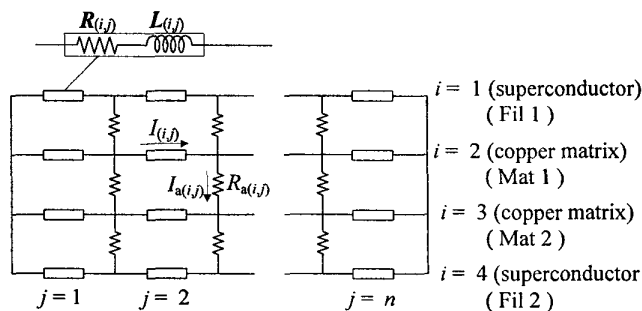 R(i,j) L(i,j)
i = 1 (superconductor)
( Fil 1 )
I(i,j)
i = 2 (copper matrix)
( Mat 1 )
Ia(i,j) Ra(i,j)
i = 3 (copper matrix)
( Mat 2 )
i = 4 (superconductor
( Fil 2 )
j = 1 j = 2 j = n